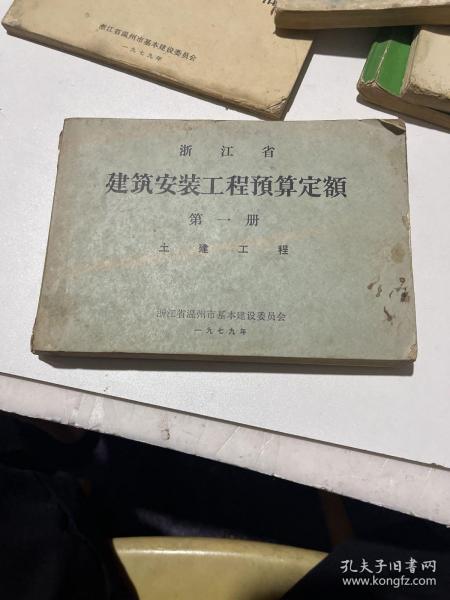 浙江省温州市基本建设委员会
一九七九年
浙江省
建筑安装工程預算定額
第一册
土建工程
浙江省温州市基本建设委员会
一九七九年
孔夫子旧书网
www.kongfz.com